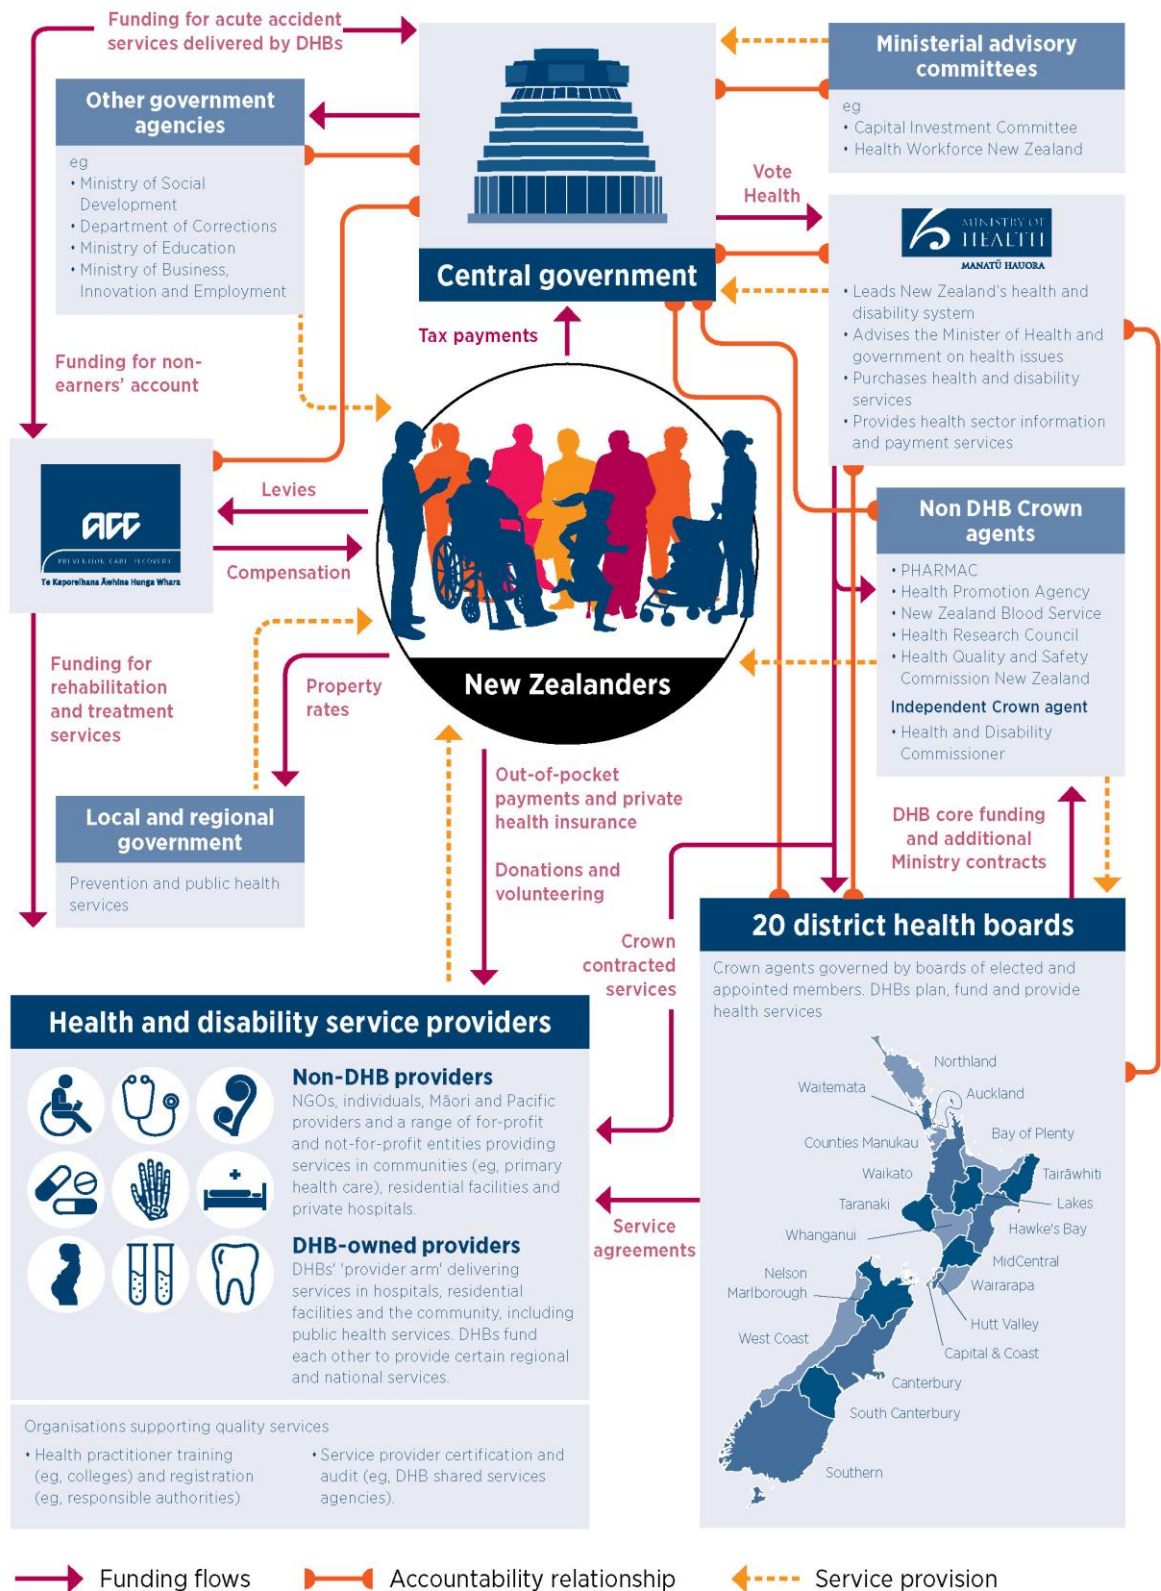 Funding for acute accident
services delivered by DHBs
Ministerial advisory
committees
eg
• Capital Investment Committee
• Health Workforce New Zealand
Other government
agencies
eg
• Ministry of Social
Development
• Department of Corrections
• Ministry of Education
• Ministry of Business,
Innovation and Employment
Central government
Vote
Health
MINISTRY OF
HEALTH
MANATŪ HAUORA
• Leads New Zealand's health and
disability system
• Advises the Minister of Health and
government on health issues
• Purchases health and disability
services
• Provides health sector information
and payment services
Tax payments
Funding for non-
earners' account
ACC
PREVENTION CARE RECOVERY
Te Kaporeihana Āwhina Hunga Whara
Levies
Compensation
New Zealanders
Non DHB Crown
agents
• PHARMAC
• Health Promotion Agency
• New Zealand Blood Service
• Health Research Council
• Health Quality and Safety
Commission New Zealand
Independent Crown agent
• Health and Disability
Commissioner
Funding for
rehabilitation
and treatment
services
Property
rates
Local and regional
government
Prevention and public health
services
Out-of-pocket
payments and private
health insurance
Donations and
volunteering
DHB core funding
and additional
Ministry contracts
Crown
contracted
services
20 district health boards
Crown agents governed by boards of elected and
appointed members. DHBs plan, fund and provide
health services
Northland
Waitemata
Auckland
Counties Manukau
Bay of Plenty
Waikato
Tairāwhiti
Taranaki
Lakes
Whanganui
Hawke's Bay
MidCentral
Nelson
Marlborough
Wairarapa
Hutt Valley
West Coast
Capital & Coast
Canterbury
South Canterbury
Southern
Health and disability service providers
Non-DHB providers
NGOs, individuals, Māori and Pacific
providers and a range of for-profit
and not-for-profit entities providing
services in communities (eg, primary
health care), residential facilities and
private hospitals.
DHB-owned providers
DHBs' 'provider arm' delivering
services in hospitals, residential
facilities and the community, including
public health services. DHBs fund
each other to provide certain regional
and national services.
Service
agreements
Organisations supporting quality services
• Health practitioner training
(eg, colleges) and registration
(eg, responsible authorities)
• Service provider certification and
audit (eg, DHB shared services
agencies).
Funding flows
Accountability relationship
Service provision